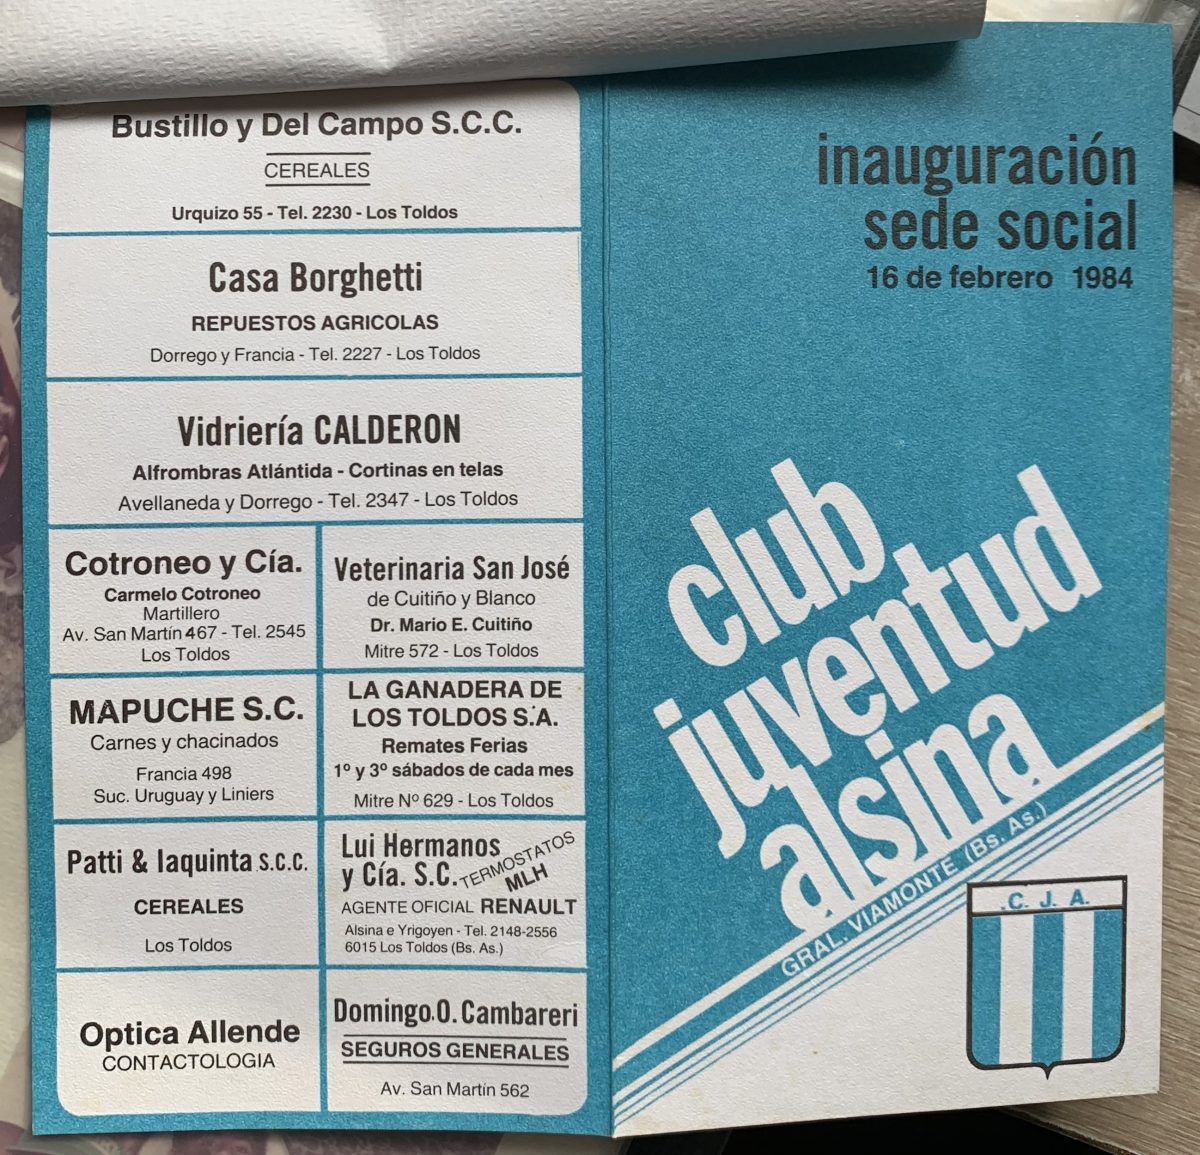 Bustillo y Del Campo S.C.C.
CEREALES
Urquizo 55 - Tel. 2230 - Los Toldos
Casa Borghetti
REPUESTOS AGRICOLAS
Dorrego y Francia - Tel. 2227 - Los Toldos
Vidriería CALDERON
Alfrombras Atlántida - Cortinas en telas
Avellaneda y Dorrego - Tel. 2347 - Los Toldos
Cotroneo y Cía.
Carmelo Cotroneo
Martillero
Av. San Martín 467 - Tel. 2545
Los Toldos
Veterinaria San José
de Cuitiño y Blanco
Dr. Mario E. Cuitiño
Mitre 572 - Los Toldos
MAPUCHE S.C.
Carnes y chacinados
Francia 498
Suc. Uruguay y Liniers
LA GANADERA DE
LOS TOLDOS S.A.
Remates Ferias
1º y 3º sábados de cada mes
Mitre Nº 629 - Los Toldos
Patti & Iaquinta S.C.C.
CEREALES
Los Toldos
Lui Hermanos
y Cía. S.C.
TERMOSTATOS
MLH
AGENTE OFICIAL RENAULT
Alsina e Yrigoyen - Tel. 2148-2556
6015 Los Toldos (Bs. As.)
Optica Allende
CONTACTOLOGIA
Domingo.O. Cambareri
SEGUROS GENERALES
Av. San Martín 562
inauguración
sede social
16 de febrero 1984
club
juventud
alsina
GRAL. VIAMONTE (Bs. As.)
.C. J. A.